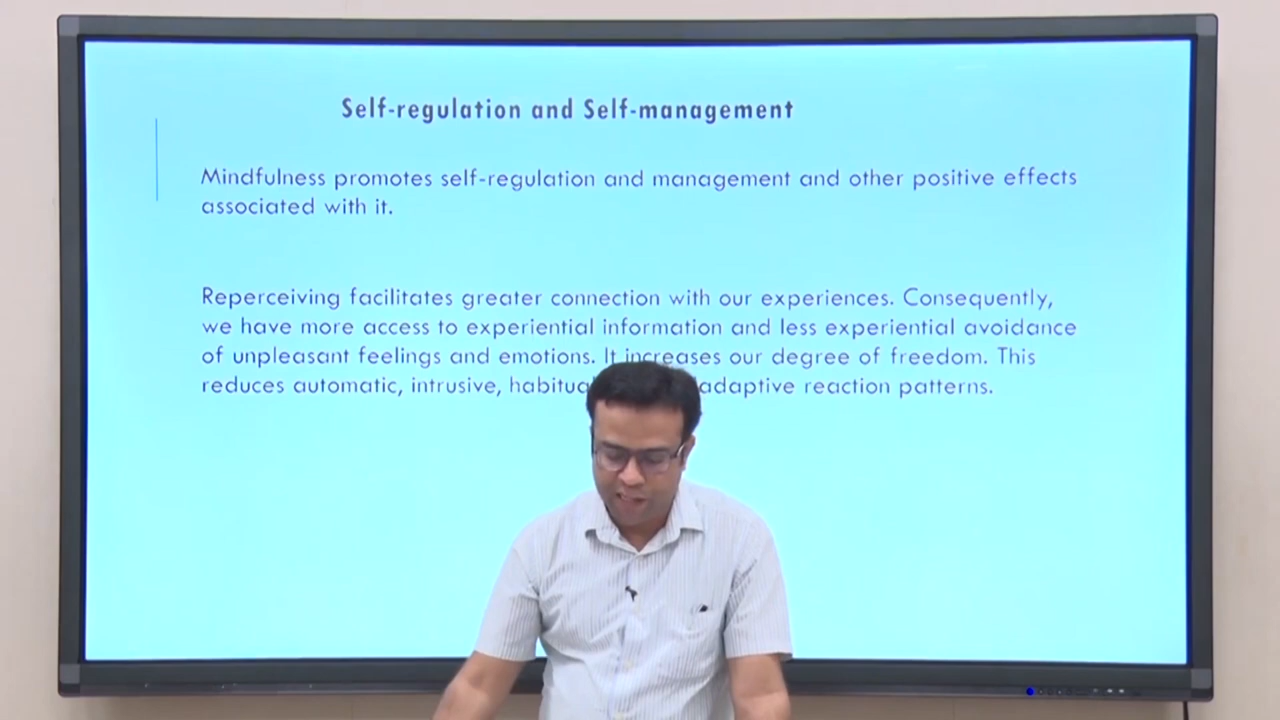 Self-regulation and Self-management
Mindfulness promotes self-regulation and management and other positive effects
associated with it.
Reperceiving facilitates greater connection with our experiences. Consequently,
we have more access to experiential information and less experiential avoidance
of unpleasant feelings and emotions. It increases our degree of freedom. This
reduces automatic, intrusive, reaction patterns.